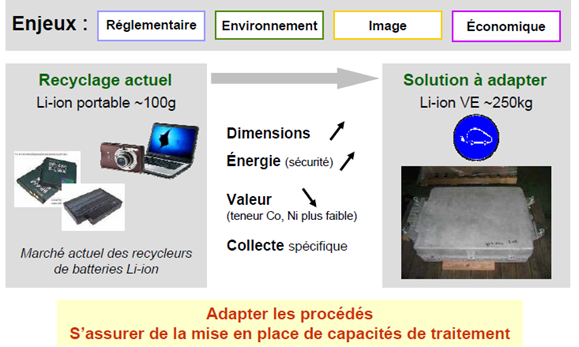 Enjeux :
Réglementaire
Environnement
Image
Économique
Recyclage actuel
Li-ion portable ~100g
Marché actuel des recycleurs
de batteries Li-ion
Dimensions
Énergie (sécurité)
Valeur
(teneur Co, Ni plus faible)
Collecte spécifique
Solution à adapter
Li-ion VE ~250kg
Adapter les procédés
S'assurer de la mise en place de capacités de traitement